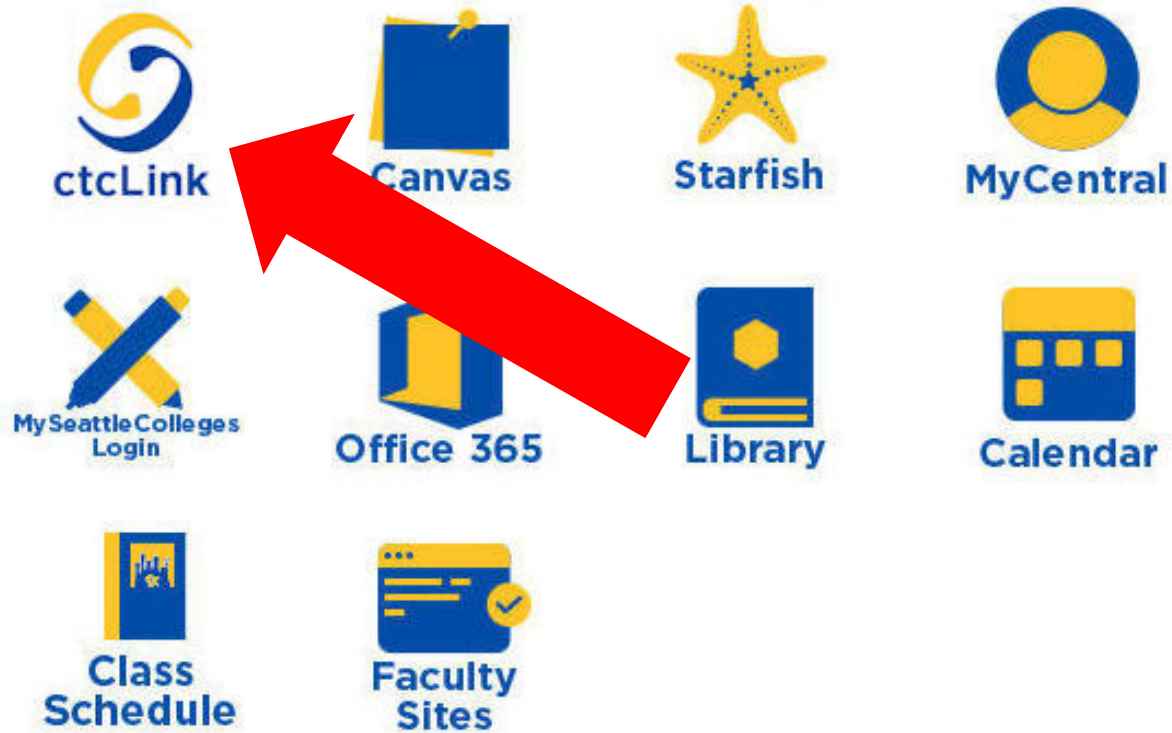 ctcLink
Canvas
Starfish
MyCentral
MySeattleColleges
Login
Office 365
Library
Calendar
Class
Schedule
Faculty
Sites